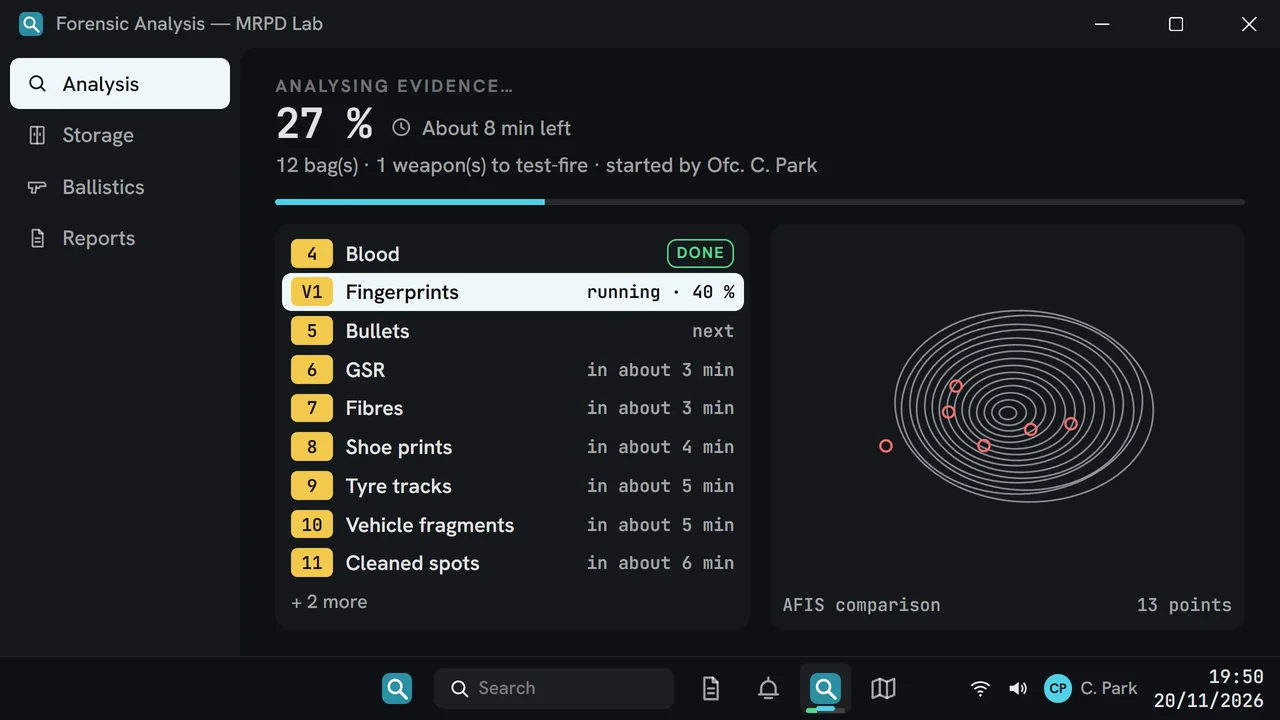 Forensic Analysis — MRPD Lab
Analysis
Storage
Ballistics
Reports
ANALYSING EVIDENCE…
27 %
About 8 min left
12 bag(s) · 1 weapon(s) to test-fire · started by Ofc. C. Park
4 Blood DONE
V1 Fingerprints running · 40 %
5 Bullets next
6 GSR in about 3 min
7 Fibres in about 3 min
8 Shoe prints in about 4 min
9 Tyre tracks in about 5 min
10 Vehicle fragments in about 5 min
11 Cleaned spots in about 6 min
+ 2 more
AFIS comparison 13 points
Search
CP C. Park
19:50
20/11/2026